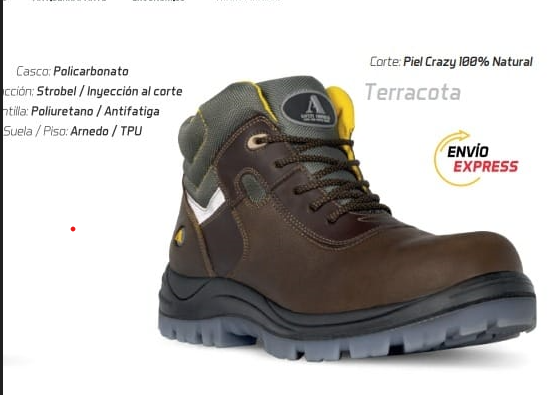 Casco: Policarbonato
cción: Strobel / Inyección al corte
ntilla: Poliuretano / Antifatiga
Suela / Piso: Arnedo / TPU
Corte: Piel Crazy 100% Natural
Terracota
ENVÍO
EXPRESS
A